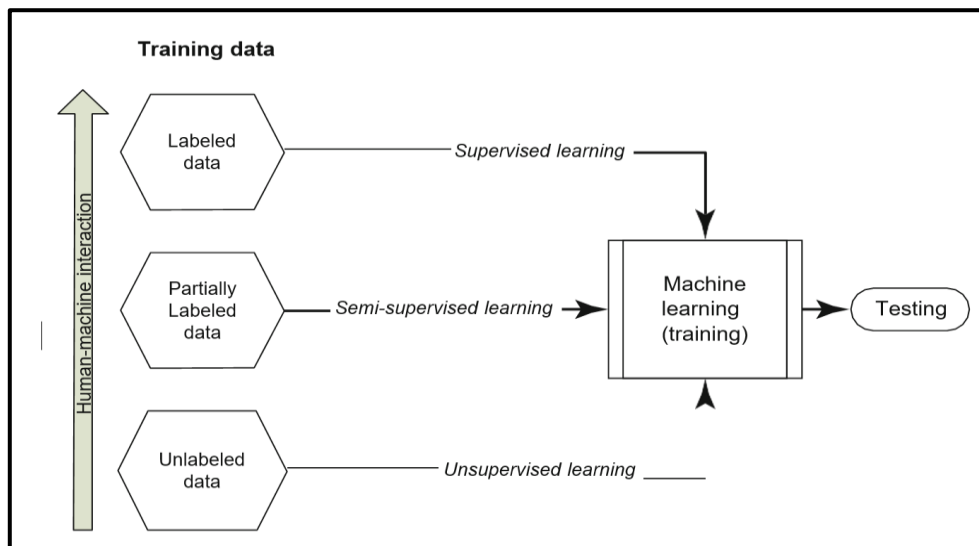 Training data
Human-machine interaction
Labeled
data
Supervised learning
Partially
Labeled
data
Semi-supervised learning
Machine
learning
(training)
Testing
Unlabeled
data
Unsupervised learning